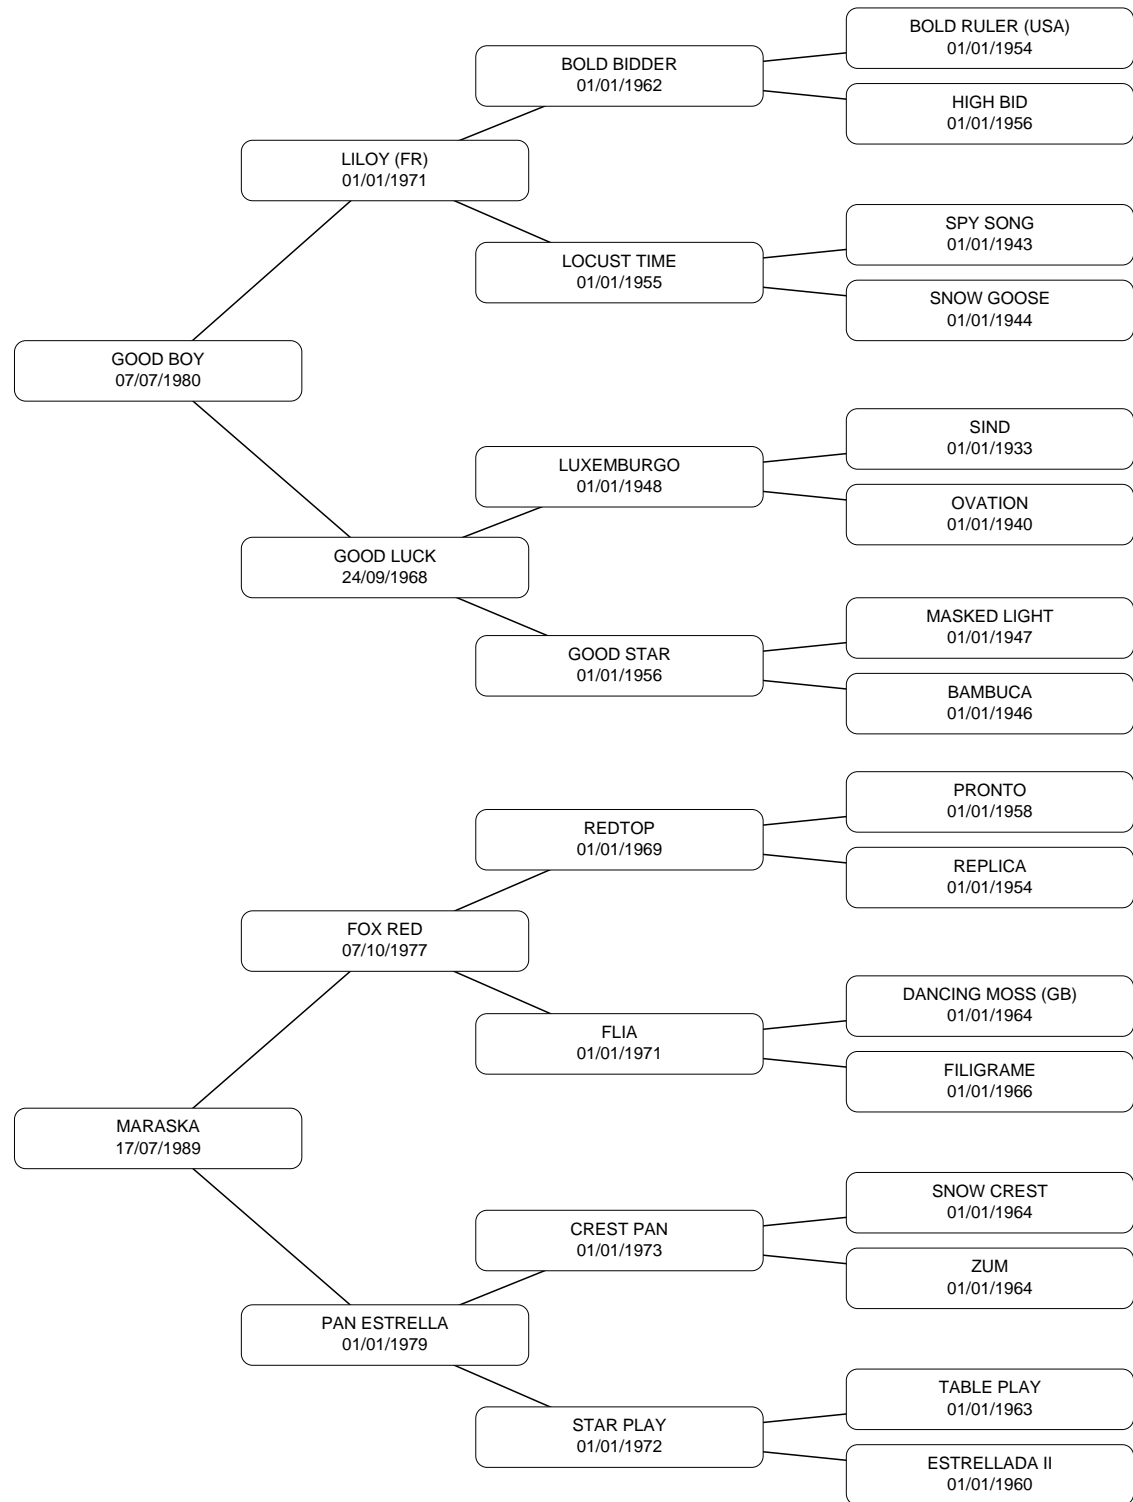 BOLD RULER (USA)
01/01/1954
BOLD BIDDER
01/01/1962
HIGH BID
01/01/1956
LILOY (FR)
01/01/1971
SPY SONG
01/01/1943
LOCUST TIME
01/01/1955
SNOW GOOSE
01/01/1944
GOOD BOY
07/07/1980
SIND
01/01/1933
LUXEMBURGO
01/01/1948
OVATION
01/01/1940
GOOD LUCK
24/09/1968
MASKED LIGHT
01/01/1947
GOOD STAR
01/01/1956
BAMBUCA
01/01/1946
PRONTO
01/01/1958
REDTOP
01/01/1969
REPLICA
01/01/1954
FOX RED
07/10/1977
DANCING MOSS (GB)
01/01/1964
FLIA
01/01/1971
FILIGRAME
01/01/1966
MARASKA
17/07/1989
SNOW CREST
01/01/1964
CREST PAN
01/01/1973
ZUM
01/01/1964
PAN ESTRELLA
01/01/1979
TABLE PLAY
01/01/1963
STAR PLAY
01/01/1972
ESTRELLADA II
01/01/1960